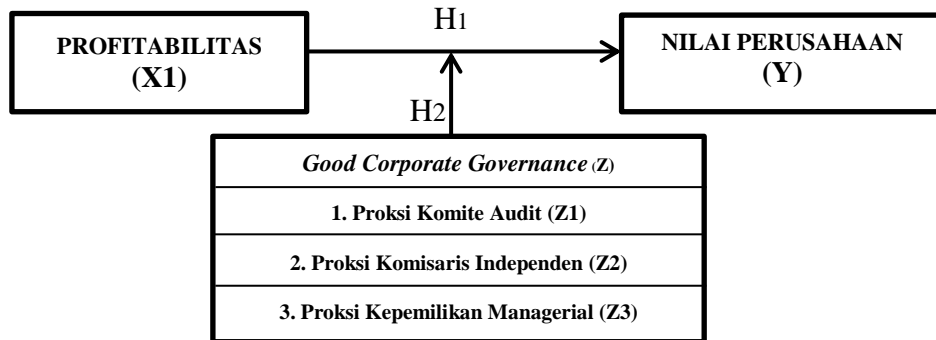 H1
PROFITABILITAS
(X1)
NILAI PERUSAHAAN
(Y)
H2
Good Corporate Governance (Z)
1. Proksi Komite Audit (Z1)
2. Proksi Komisaris Independen (Z2)
3. Proksi Kepemilikan Managerial (Z3)